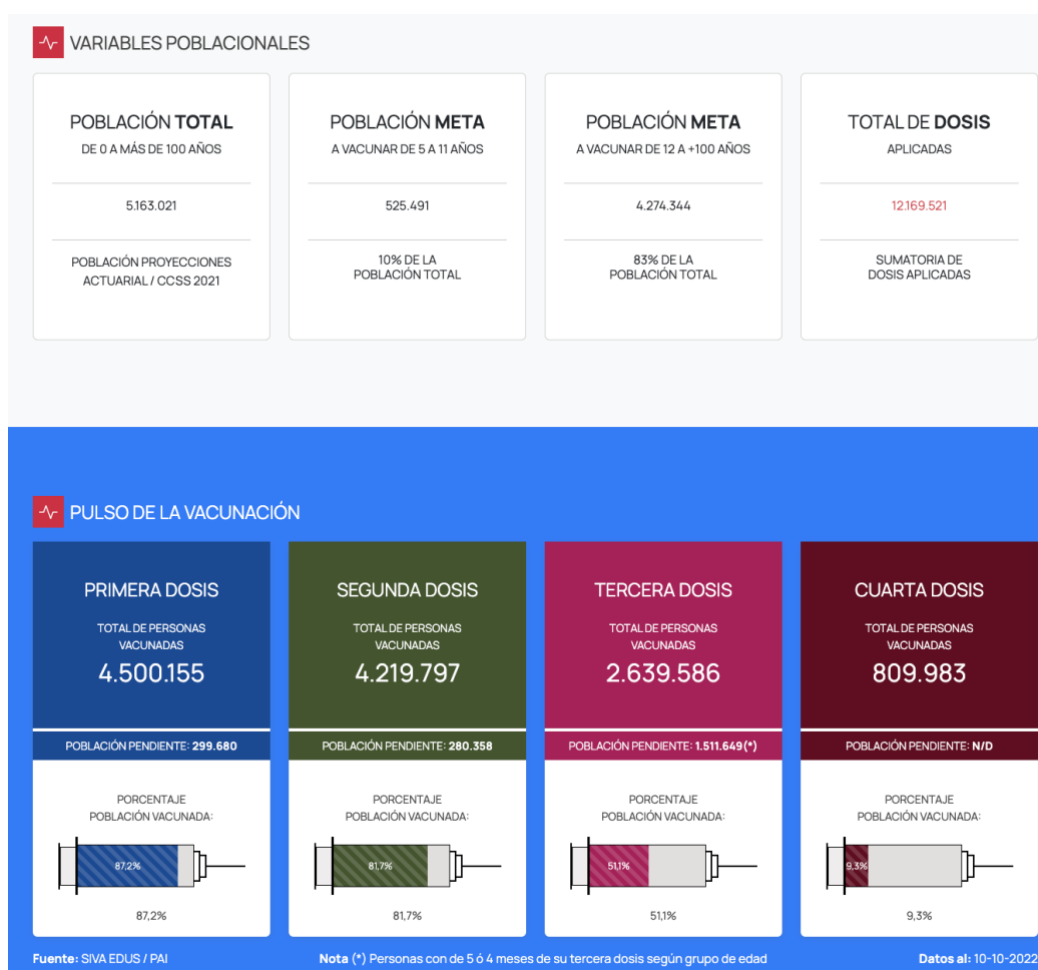 VARIABLES POBLACIONALES
POBLACIÓN TOTAL
DE 0 A MÁS DE 100 AÑOS
5.163.021
POBLACIÓN PROYECCIONES
ACTUARIAL / CCSS 2021
POBLACIÓN META
A VACUNAR DE 5 A 11 AÑOS
525.491
10% DE LA
POBLACIÓN TOTAL
POBLACIÓN META
A VACUNAR DE 12 A +100 AÑOS
4.274.344
83% DE LA
POBLACIÓN TOTAL
TOTAL DE DOSIS
APLICADAS
12.169.521
SUMATORIA DE
DOSIS APLICADAS
PULSO DE LA VACUNACIÓN
PRIMERA DOSIS
TOTAL DE PERSONAS
VACUNADAS
4.500.155
POBLACIÓN PENDIENTE: 299.680
PORCENTAJE
POBLACIÓN VACUNADA:
87,2%
87,2%
SEGUNDA DOSIS
TOTAL DE PERSONAS
VACUNADAS
4.219.797
POBLACIÓN PENDIENTE: 280.358
PORCENTAJE
POBLACIÓN VACUNADA:
81,7%
81,7%
TERCERA DOSIS
TOTAL DE PERSONAS
VACUNADAS
2.639.586
POBLACIÓN PENDIENTE: 1.511.649(*)
PORCENTAJE
POBLACIÓN VACUNADA:
51,1%
51,1%
CUARTA DOSIS
TOTAL DE PERSONAS
VACUNADAS
809.983
POBLACIÓN PENDIENTE: N/D
PORCENTAJE
POBLACIÓN VACUNADA:
9,3%
9,3%
Fuente: SIVA EDUS / PAI
Nota (*) Personas con de 5 ó 4 meses de su tercera dosis según grupo de edad
Datos al: 10-10-2022